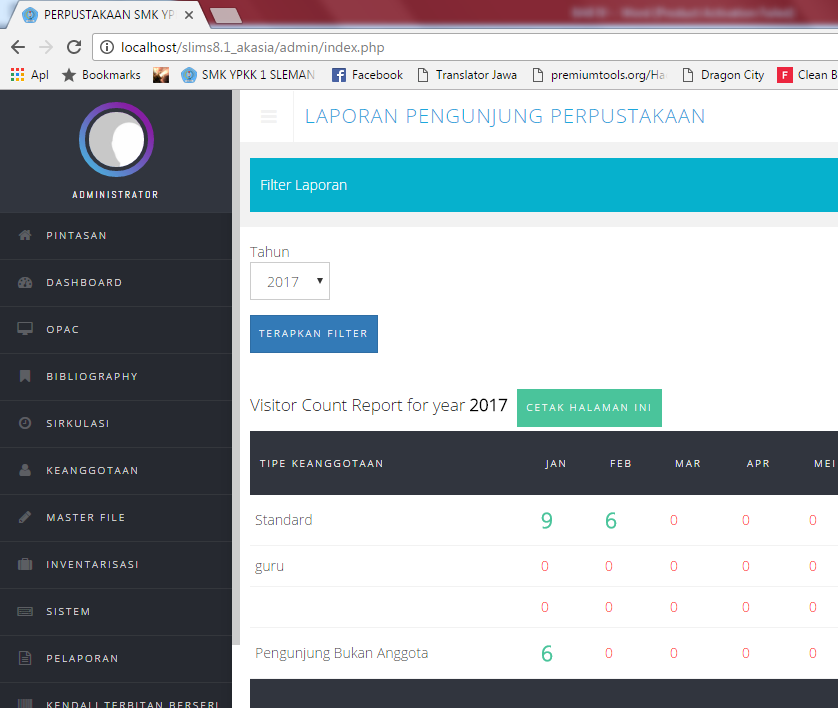 PERPUSTAKAAN SMK YP
localhost/slims8.1_akasia/admin/index.php
Apl Bookmarks SMK YPKK 1 SLEMAN Facebook Translator Jawa premiumtools.org/Ha Dragon City Clean B
ADMINISTRATOR
PINTASAN
DASHBOARD
OPAC
BIBLIOGRAPHY
SIRKULASI
KEANGGOTAAN
MASTER FILE
INVENTARISASI
SISTEM
PELAPORAN
KENDALI TERBITAN BERSERI
LAPORAN PENGUNJUNG PERPUSTAKAAN
Filter Laporan
Tahun
2017
TERAPKAN FILTER
Visitor Count Report for year 2017 CETAK HALAMAN INI
TIPE KEANGGOTAAN JAN FEB MAR APR MEI
Standard 9 6 0 0 0
guru 0 0 0 0 0
0 0 0 0 0
Pengunjung Bukan Anggota 6 0 0 0 0